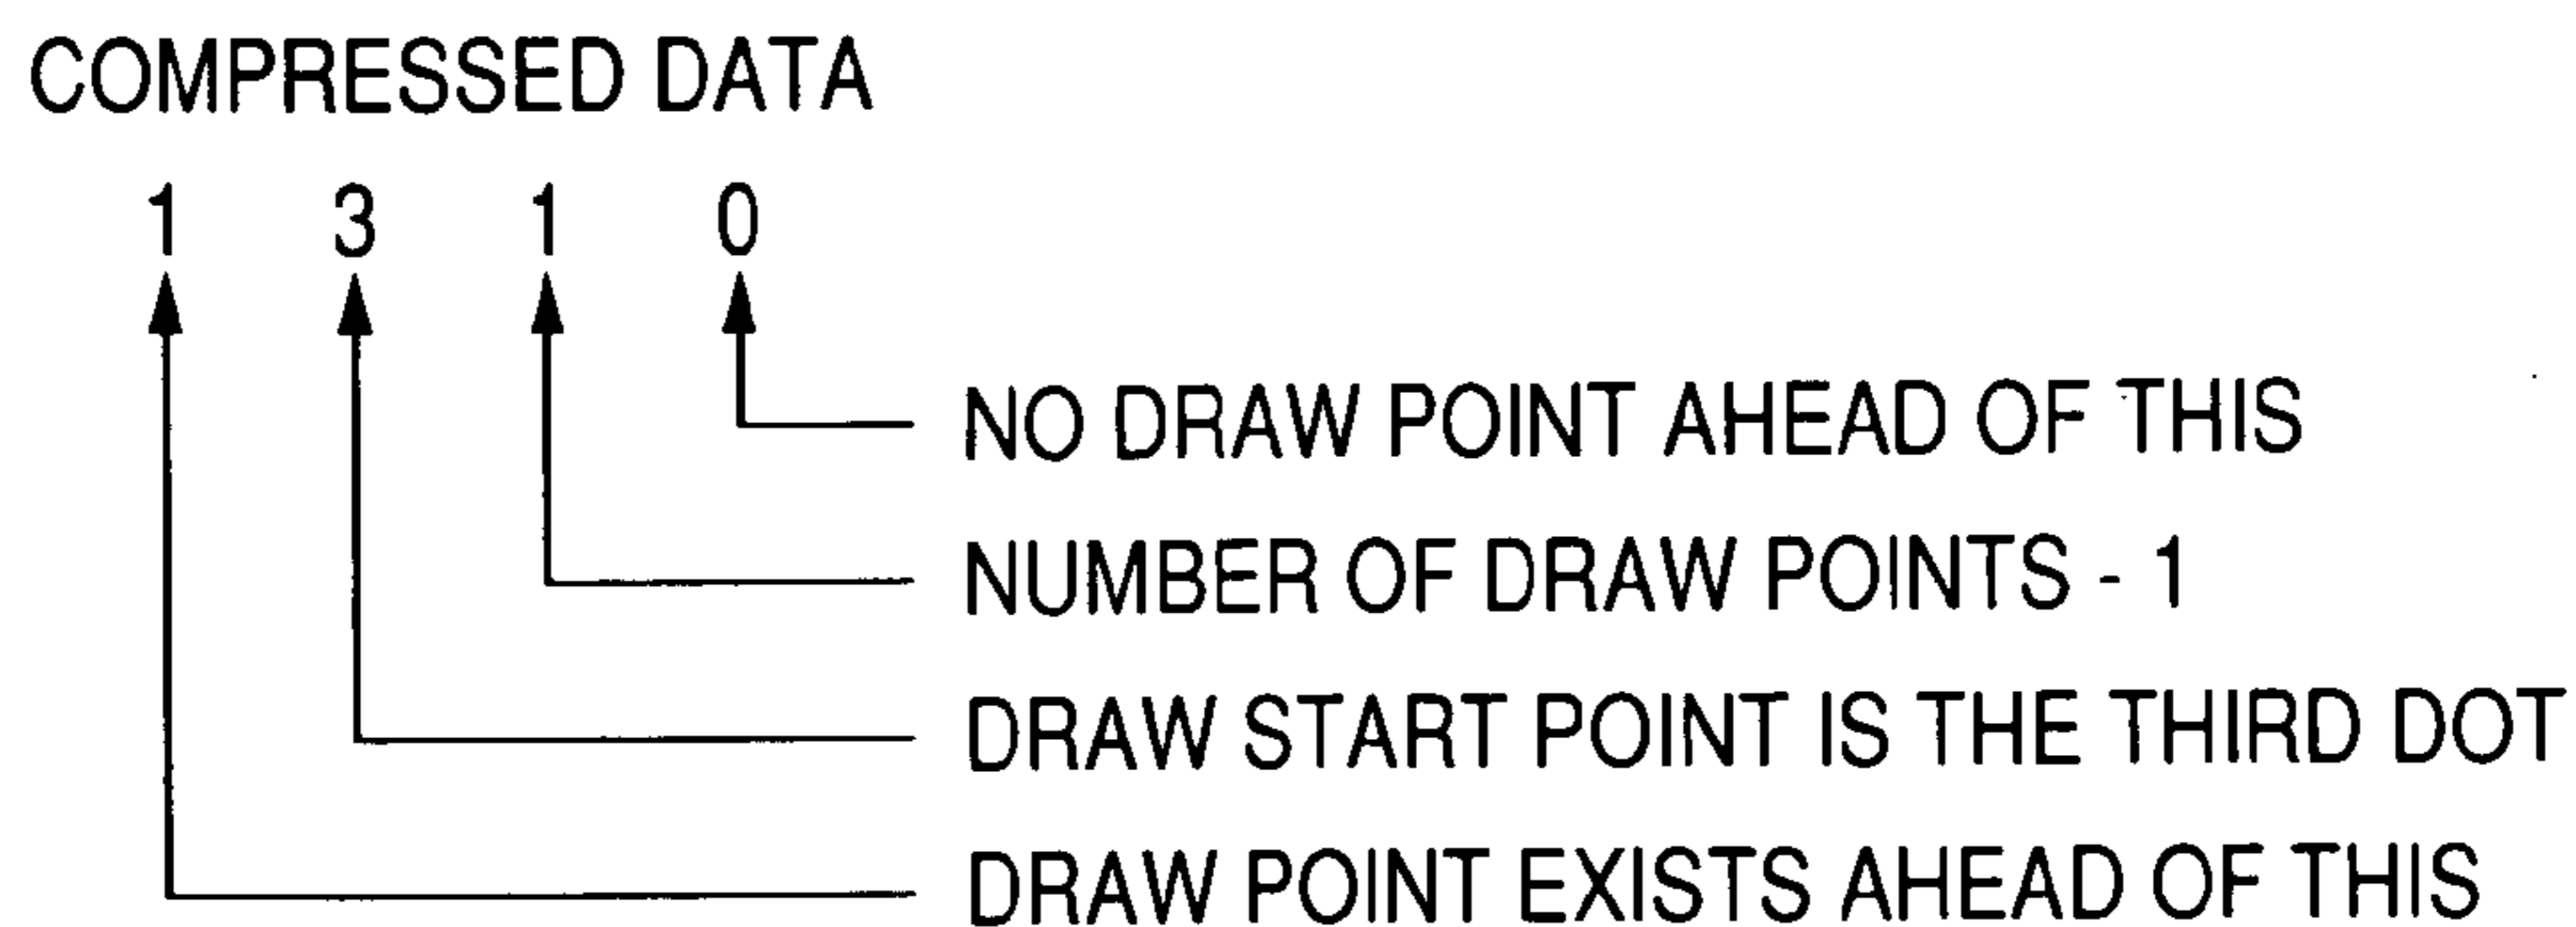 COMPRESSED DATA
1 3 1 0
NO DRAW POINT AHEAD OF THIS
NUMBER OF DRAW POINTS - 1
DRAW START POINT IS THE THIRD DOT
DRAW POINT EXISTS AHEAD OF THIS